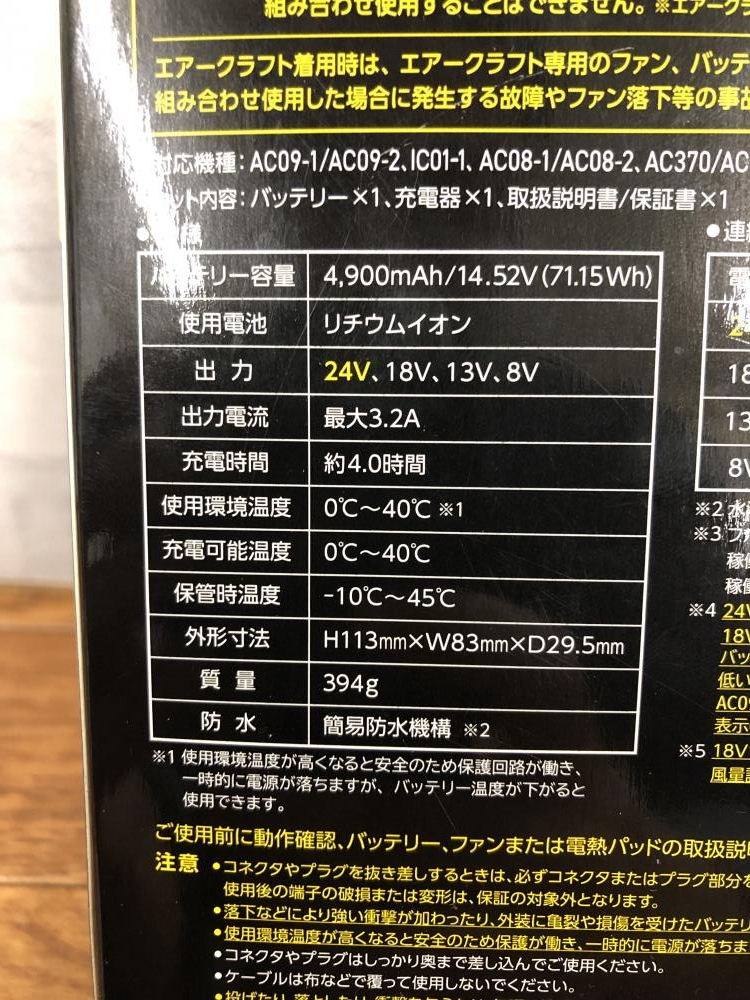 組み合わせ使用することはできません。※エアーク
エアークラフト着用時は、エアークラフト専用のファン、バッテ
組み合わせ使用した場合に発生する故障やファン落下等の事故
対応機種：AC09-1/AC09-2、IC01-1、AC08-1/AC08-2、AC370/AC
ット内容：バッテリー×1、充電器×1、取扱説明書/保証書×1
●連
バッテリー容量 4,900mAh/14.52V(71.15Wh)
使用電池 リチウムイオン
出力 24V、18V、13V、8V
出力電流 最大3.2A
充電時間 約4.0時間
使用環境温度 0℃～40℃ ※1
充電可能温度 0℃～40℃
保管時温度 -10℃～45℃
外形寸法 H113mm×W83mm×D29.5mm
質量 394g
防水 簡易防水機構 ※2
※1 使用環境温度が高くなると安全のため保護回路が働き、
一時的に電源が落ちますが、バッテリー温度が下がると
使用できます。
電
2
18
13
8V
※2 水
※3 ファ
稼働
稼働
※4 24V
18V
バッ
低い
AC09
表示
※5 18V
風量
ご使用前に動作確認、バッテリー、ファンまたは電熱パッドの取扱説明
注意
●コネクタやプラグを抜き差しするときは、必ずコネクタまたはプラグ部分を
使用後の端子の破損または変形は、保証の対象外となります。
●落下などにより強い衝撃が加わったり、外装に亀裂や損傷を受けたバッテリ
●使用環境温度が高くなると安全のため保護が働き、一時的に電源が落ちま
●コネクタやプラグはしっかり奥まで差し込んでご使用ください。
●ケーブルは布などで覆って使用しないでください。